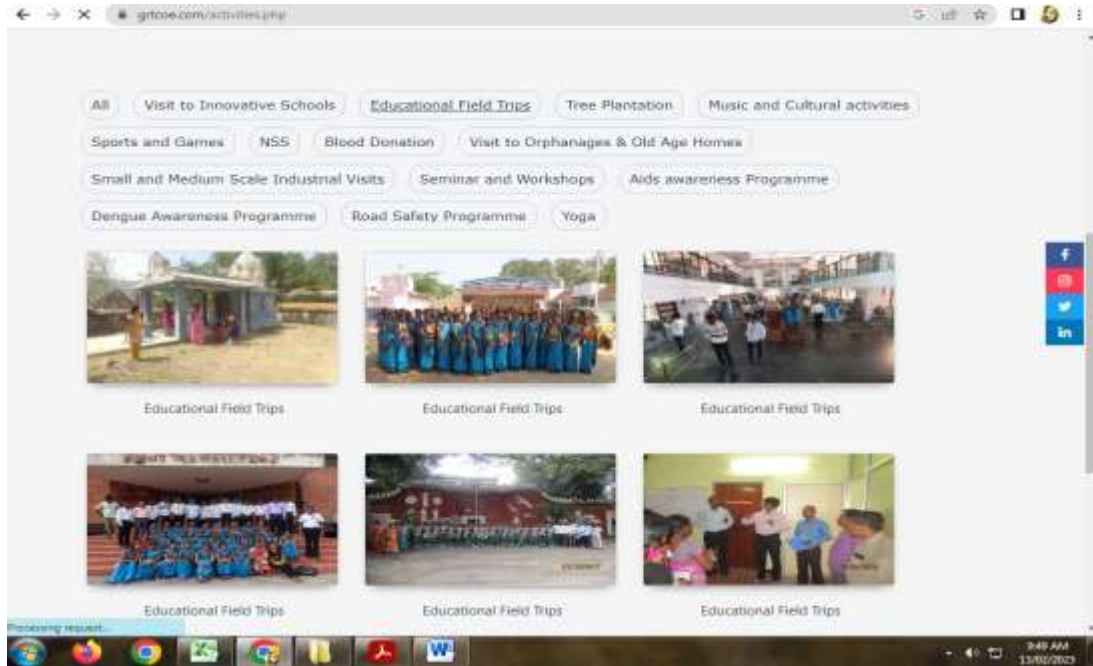 grtcoe.com/activities.php
All Visit to Innovative Schools Educational Field Trips Tree Plantation Music and Cultural activities
Sports and Games NSS Blood Donation Visit to Orphanages & Old Age Homes
Small and Medium Scale Industrial Visits Seminar and Workshops Aids awareness Programme
Dengue Awareness Programme Road Safety Programme Yoga
Educational Field Trips Educational Field Trips Educational Field Trips
Educational Field Trips Educational Field Trips Educational Field Trips
Processing request...
9:49 AM
13/02/2023